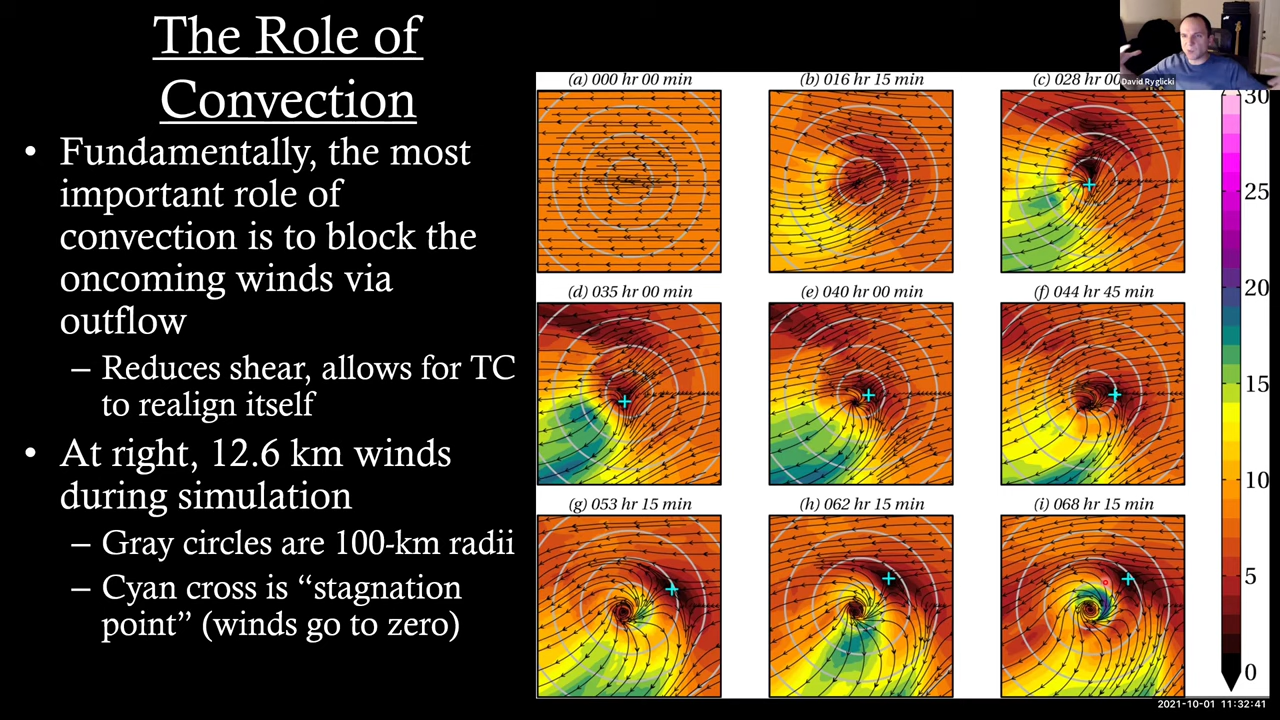 The Role of
Convection
• Fundamentally, the most
important role of
convection is to block the
oncoming winds via
outflow
– Reduces shear, allows for TC
to realign itself
• At right, 12.6 km winds
during simulation
– Gray circles are 100-km radii
– Cyan cross is “stagnation
point” (winds go to zero)
David Ryglicki
(a) 000 hr 00 min
(b) 016 hr 15 min
(c) 028 hr 00
(d) 035 hr 00 min
(e) 040 hr 00 min
(f) 044 hr 45 min
(g) 053 hr 15 min
(h) 062 hr 15 min
(i) 068 hr 15 min
30
25
20
15
10
5
0
2021-10-01 11:32:41